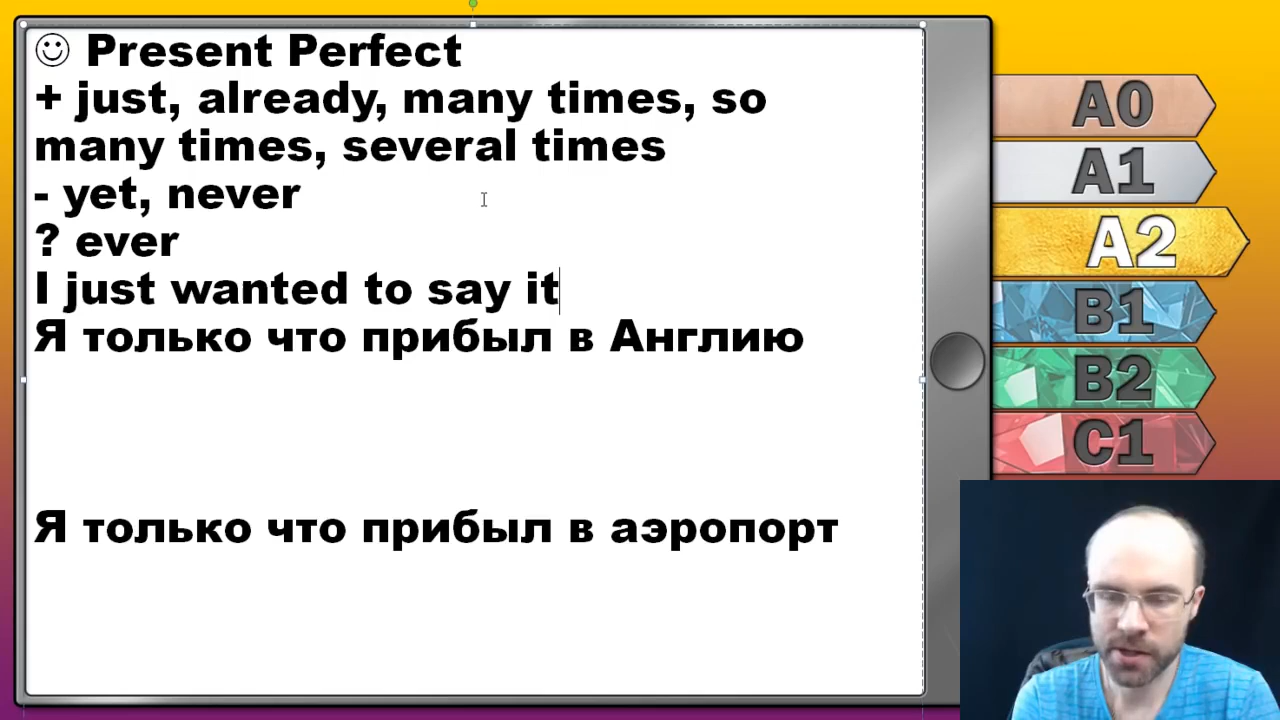 ☺ Present Perfect
+ just, already, many times, so
many times, several times
- yet, never
? ever
I just wanted to say it
Я только что прибыл в Англию
Я только что прибыл в аэропорт
A0
A1
A2
B1
B2
C1